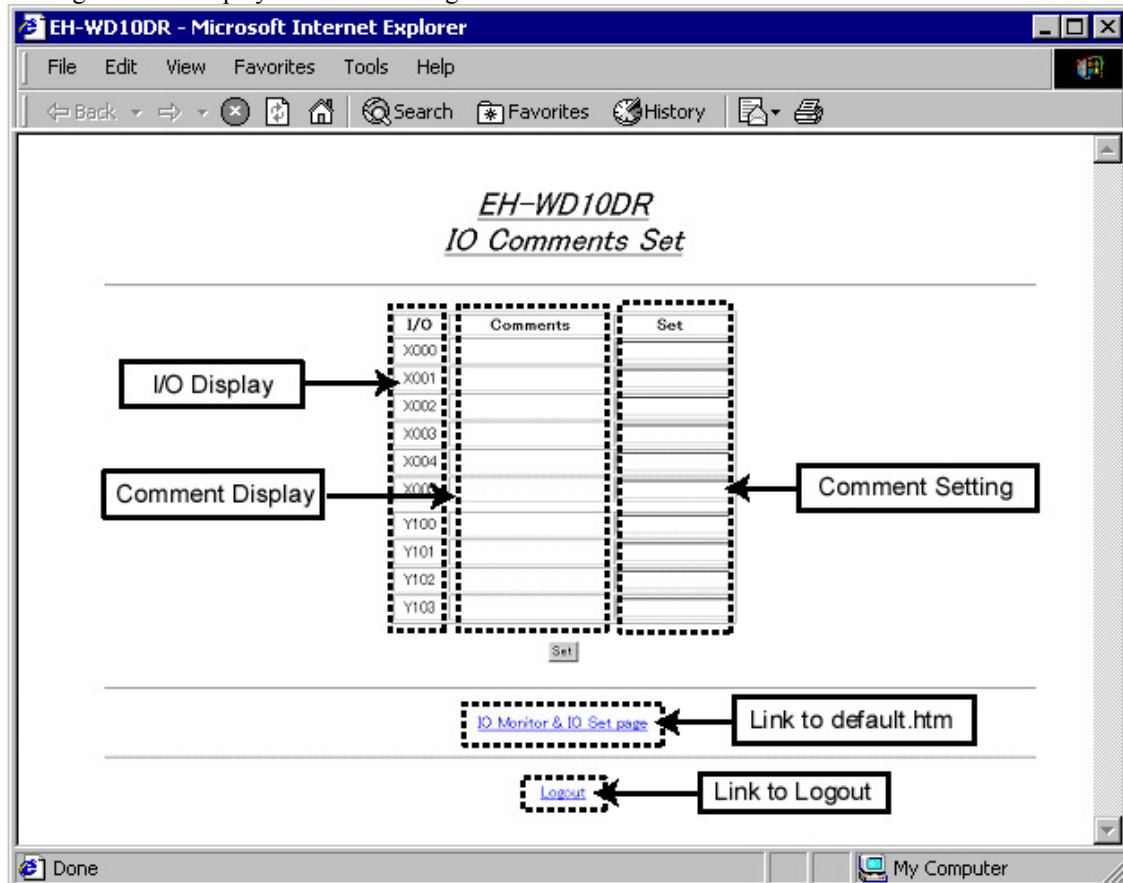 EH-WD10DR - Microsoft Internet Explorer
File Edit View Favorites Tools Help
Back Search Favorites History
EH-WD10DR
IO Comments Set
I/O Comments Set
X000
X001
I/O Display
X002
X003
X004
Comment Display
Comment Setting
Y100
Y101
Y102
Y103
Set
IO Monitor & IO Set page
Link to default.htm
Logout
Link to Logout
Done My Computer